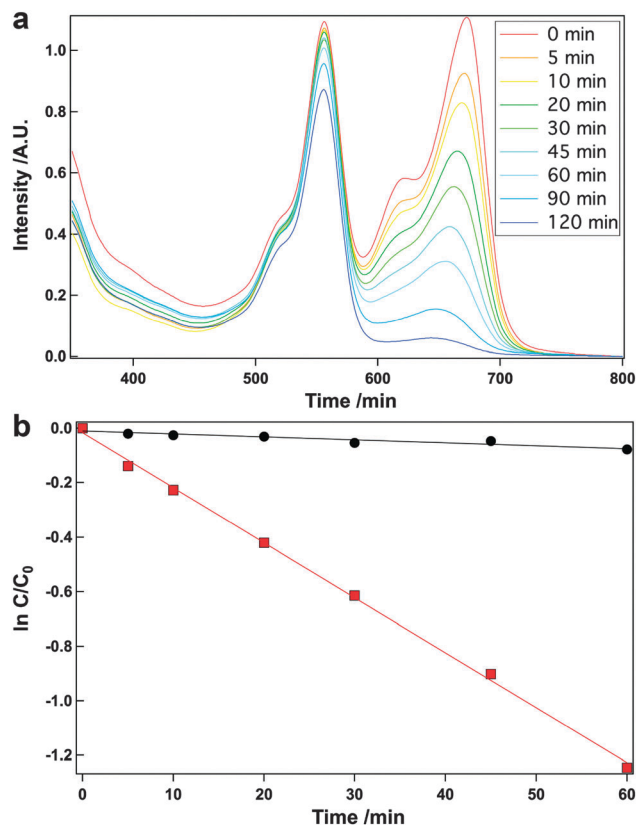 a
Intensity /A.U.
1.0
0.8
0.6
0.4
0.2
0.0
0 min
5 min
10 min
20 min
30 min
45 min
60 min
90 min
120 min
400
500
600
700
800
Time /min
b
ln C/C₀
0.0
-0.2
-0.4
-0.6
-0.8
-1.0
-1.2
0
10
20
30
40
50
60
Time /min